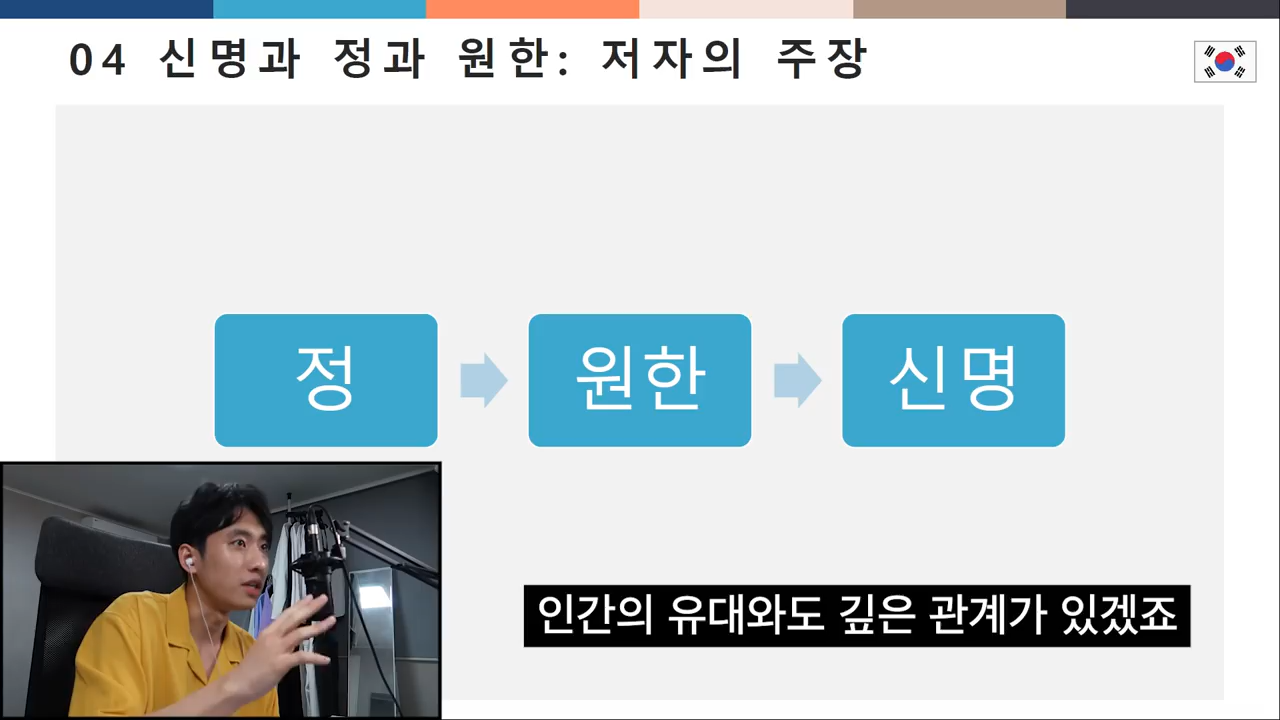 04 신명과 정과 원한: 저자의 주장
정
원한
신명
인간의 유대와도 깊은 관계가 있겠죠